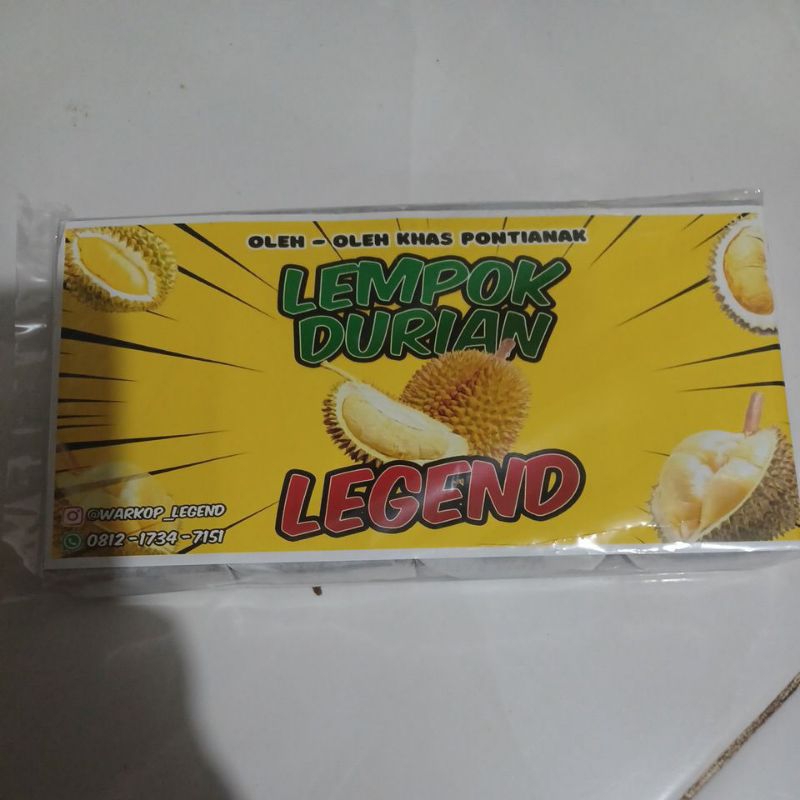 OLEH - OLEH KHAS PONTIANAK
LEMPOK
DURIAN
LEGEND
@WARKOP_LEGEND
0812-1734-7151